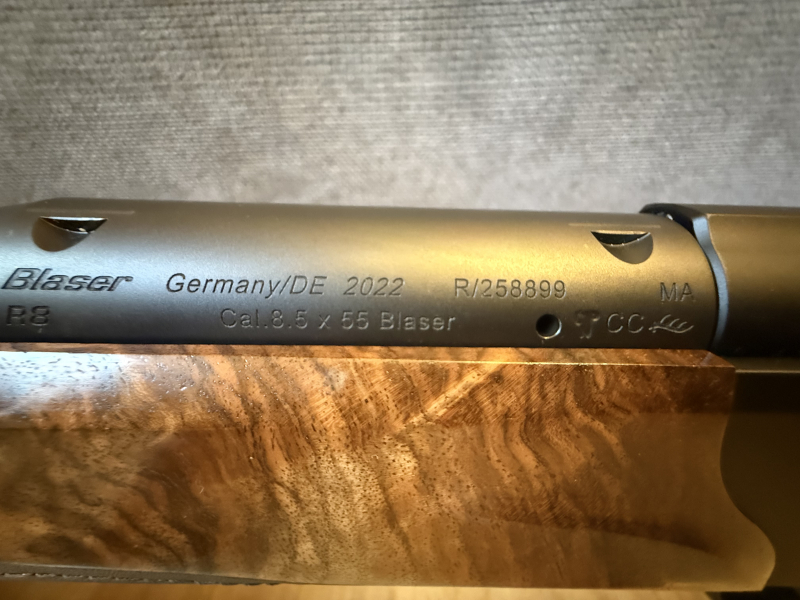 Blaser Germany/DE 2022 R/258899 MA
R8 Cal.8.5 x 55 Blaser CC